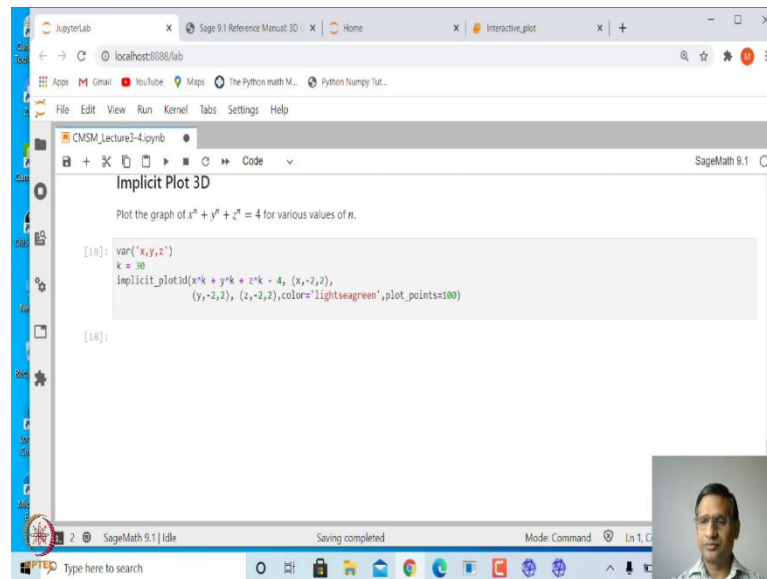 JupyterLab
Sage 9.1 Reference Manual: 3D G
Home
Interactive_plot
localhost:8888/lab
Apps Gmail YouTube Maps The Python math M... Python Numpy Tut...
File Edit View Run Kernel Tabs Settings Help
CMSM_Lecture3-4.ipynb
Code
SageMath 9.1
Implicit Plot 3D
Plot the graph of xⁿ + yⁿ + zⁿ = 4 for various values of n.
[18]: var('x,y,z')
k = 30
implicit_plot3d(x^k + y^k + z^k - 4, (x,-2,2),
(y,-2,2), (z,-2,2),color='lightseagreen',plot_points=100)
[18]:
2 SageMath 9.1 | Idle Saving completed Mode: Command Ln 1, C
Type here to search